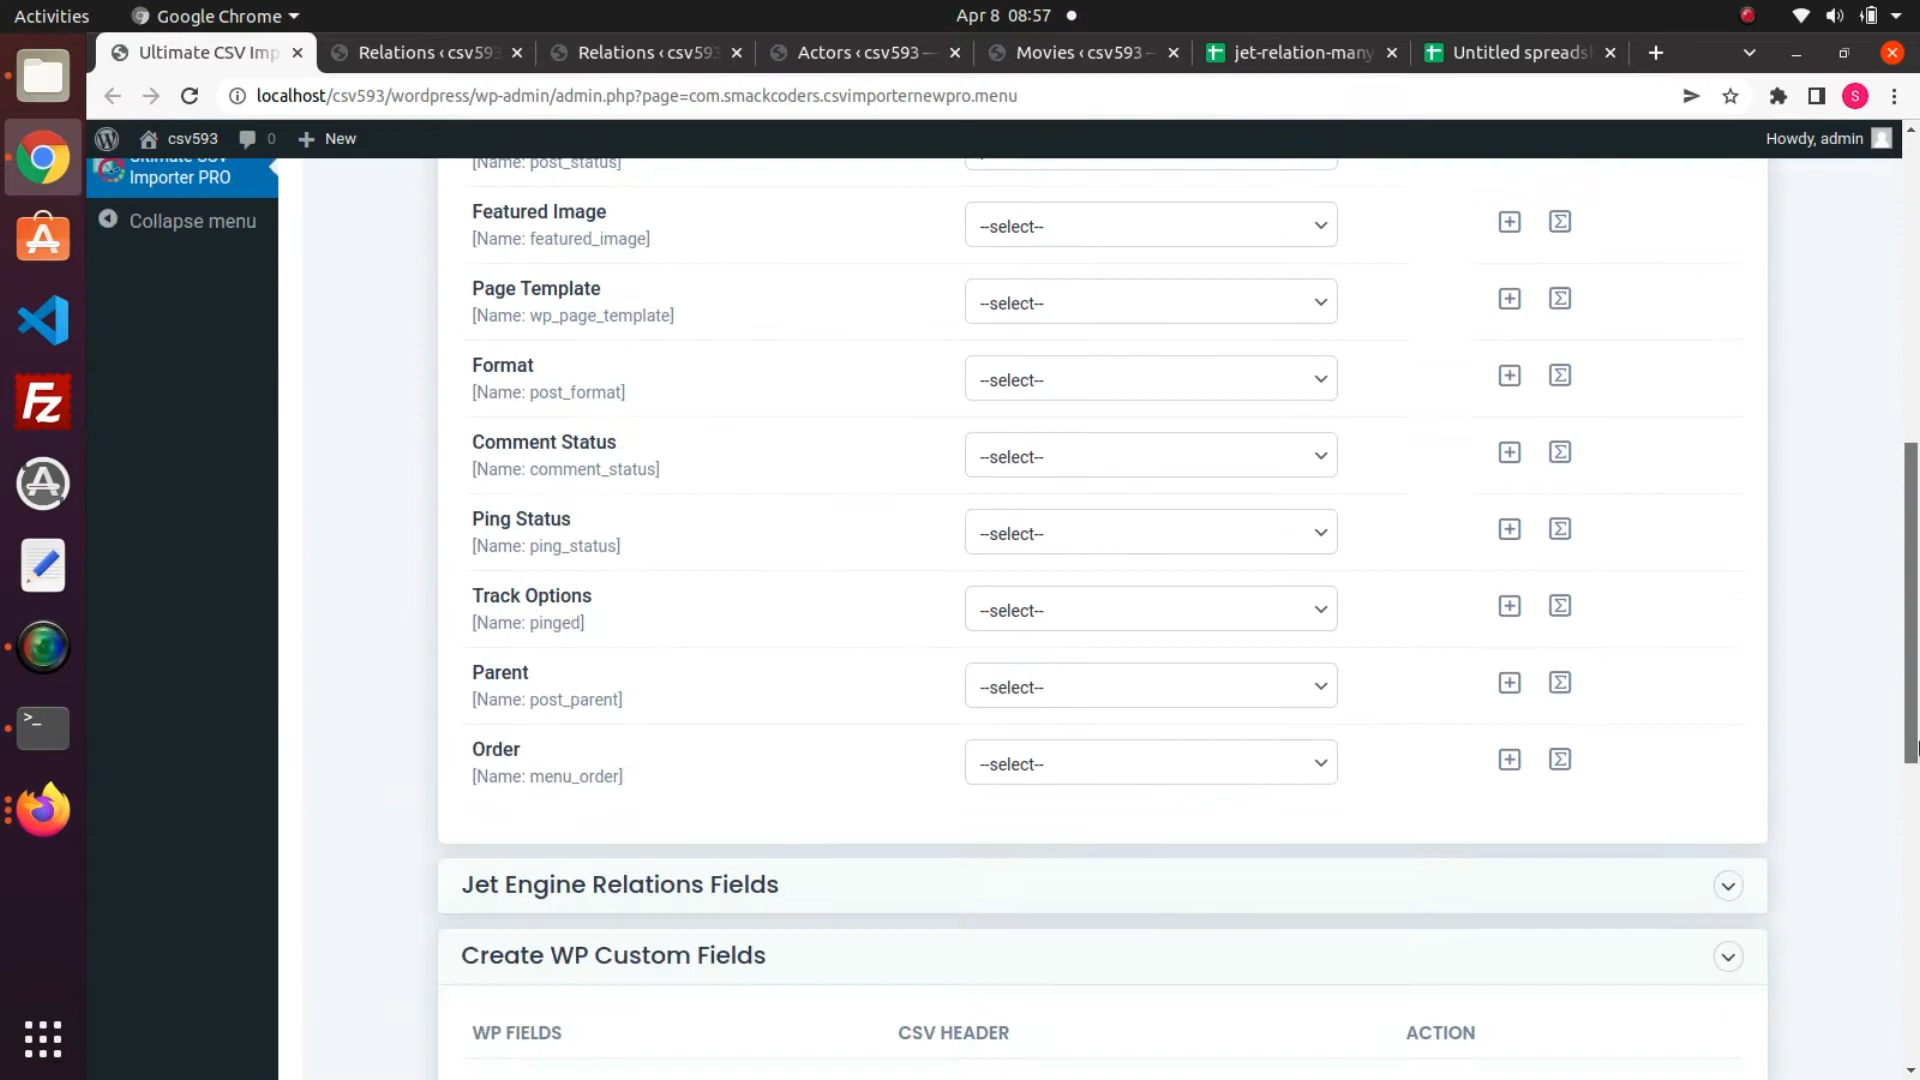 Activities
Google Chrome
Apr 8 08:57
Ultimate CSV Imp
Relations ‹ csv593
Relations ‹ csv593
Actors ‹ csv593 —
Movies ‹ csv593 —
jet-relation-many
Untitled spreads
localhost/csv593/wordpress/wp-admin/admin.php?page=com.smackcoders.csvimporternewpro.menu
S
csv593
0
New
Howdy, admin
Ultimate CSV
Importer PRO
Collapse menu
[Name: post_status]
Featured Image
[Name: featured_image]
--select--
Page Template
[Name: wp_page_template]
--select--
Format
[Name: post_format]
--select--
Comment Status
[Name: comment_status]
--select--
Ping Status
[Name: ping_status]
--select--
Track Options
[Name: pinged]
--select--
Parent
[Name: post_parent]
--select--
Order
[Name: menu_order]
--select--
Jet Engine Relations Fields
Create WP Custom Fields
WP FIELDS
CSV HEADER
ACTION